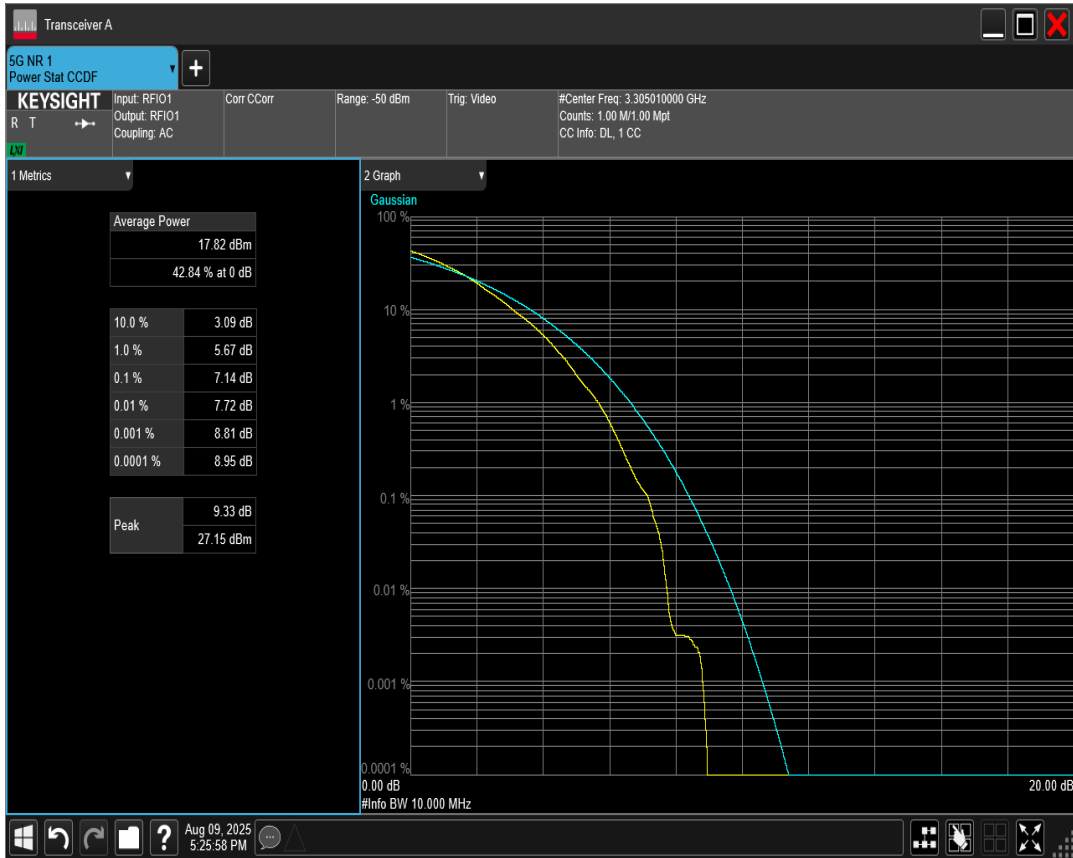 Transceiver A
5G NR 1
Power Stat CCDF
+
KEYSIGHT
R T
LXI
Input: RFIO1
Output: RFIO1
Coupling: AC
Corr CCorr
Range: -50 dBm
Trig: Video
#Center Freq: 3.305010000 GHz
Counts: 1.00 M/1.00 Mpt
CC Info: DL, 1 CC
1 Metrics
Average Power
17.82 dBm
42.84 % at 0 dB
10.0 % 3.09 dB
1.0 % 5.67 dB
0.1 % 7.14 dB
0.01 % 7.72 dB
0.001 % 8.81 dB
0.0001 % 8.95 dB
Peak
9.33 dB
27.15 dBm
2 Graph
Gaussian
100 %
10 %
1 %
0.1 %
0.01 %
0.001 %
0.0001 %
0.00 dB 20.00 dB
#Info BW 10.000 MHz
?
Aug 09, 2025
5:25:58 PM